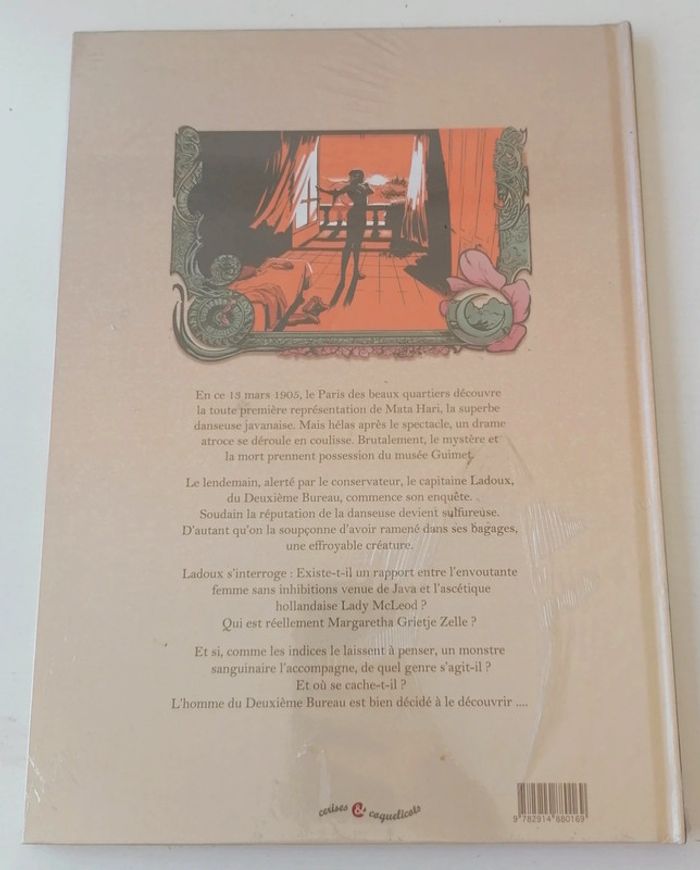 En ce 13 mars 1905, le Paris des beaux quartiers découvre
la toute première représentation de Mata Hari, la superbe
danseuse javanaise. Mais hélas après le spectacle, un drame
atroce se déroule en coulisse. Brutalement, le mystère et
la mort prennent possession du musée Guimet.
Le lendemain, alerté par le conservateur, le capitaine Ladoux,
du Deuxième Bureau, commence son enquête.
Soudain la réputation de la danseuse devient sulfureuse.
D'autant qu'on la soupçonne d'avoir ramené dans ses bagages,
une effroyable créature.
Ladoux s'interroge : Existe-t-il un rapport entre l'envoutante
femme sans inhibitions venue de Java et l'ascétique
hollandaise Lady McLeod ?
Qui est réellement Margaretha Grietje Zelle ?
Et si, comme les indices le laissent à penser, un monstre
sanguinaire l'accompagne, de quel genre s'agit-il ?
Et où se cache-t-il ?
L'homme du Deuxième Bureau est bien décidé à le découvrir ....
cerises & coquelicots
9 782914 880169